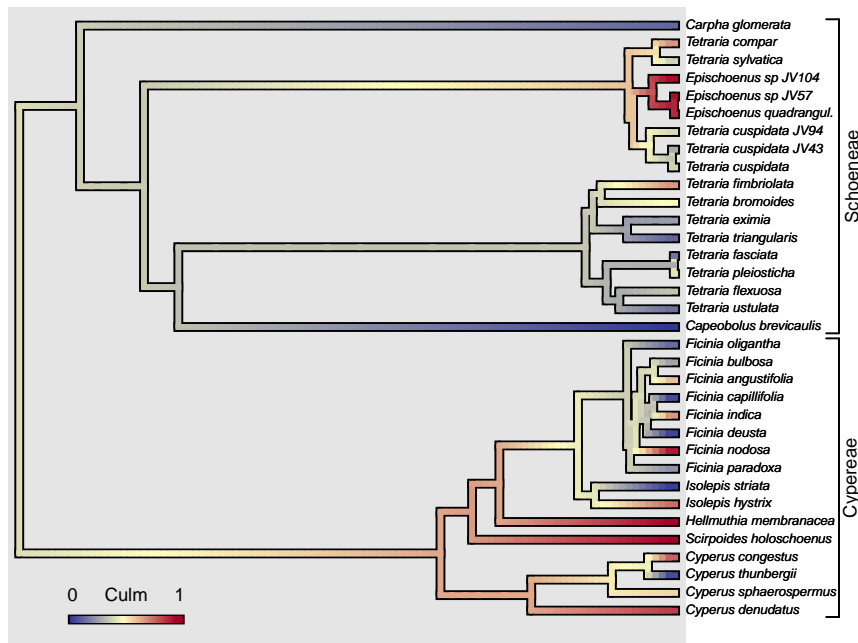 Carpha glomerata
Tetraria compar
Tetraria sylvatica
Epischoenus sp JV104
Epischoenus sp JV57
Epischoenus quadrangul.
Tetraria cuspidata JV94
Tetraria cuspidata JV43
Tetraria cuspidata
Tetraria fimbriolata
Tetraria bromoides
Tetraria eximia
Tetraria triangularis
Tetraria fasciata
Tetraria pleiosticha
Tetraria flexuosa
Tetraria ustulata
Capeobolus brevicaulis
Schoeneae
Ficinia oligantha
Ficinia bulbosa
Ficinia angustifolia
Ficinia capillifolia
Ficinia indica
Ficinia deusta
Ficinia nodosa
Ficinia paradoxa
Isolepis striata
Isolepis hystrix
Hellmuthia membranacea
Scirpoides holoschoenus
Cyperus congestus
Cyperus thunbergii
Cyperus sphaerospermus
Cyperus denudatus
Cypereae
0 Culm 1